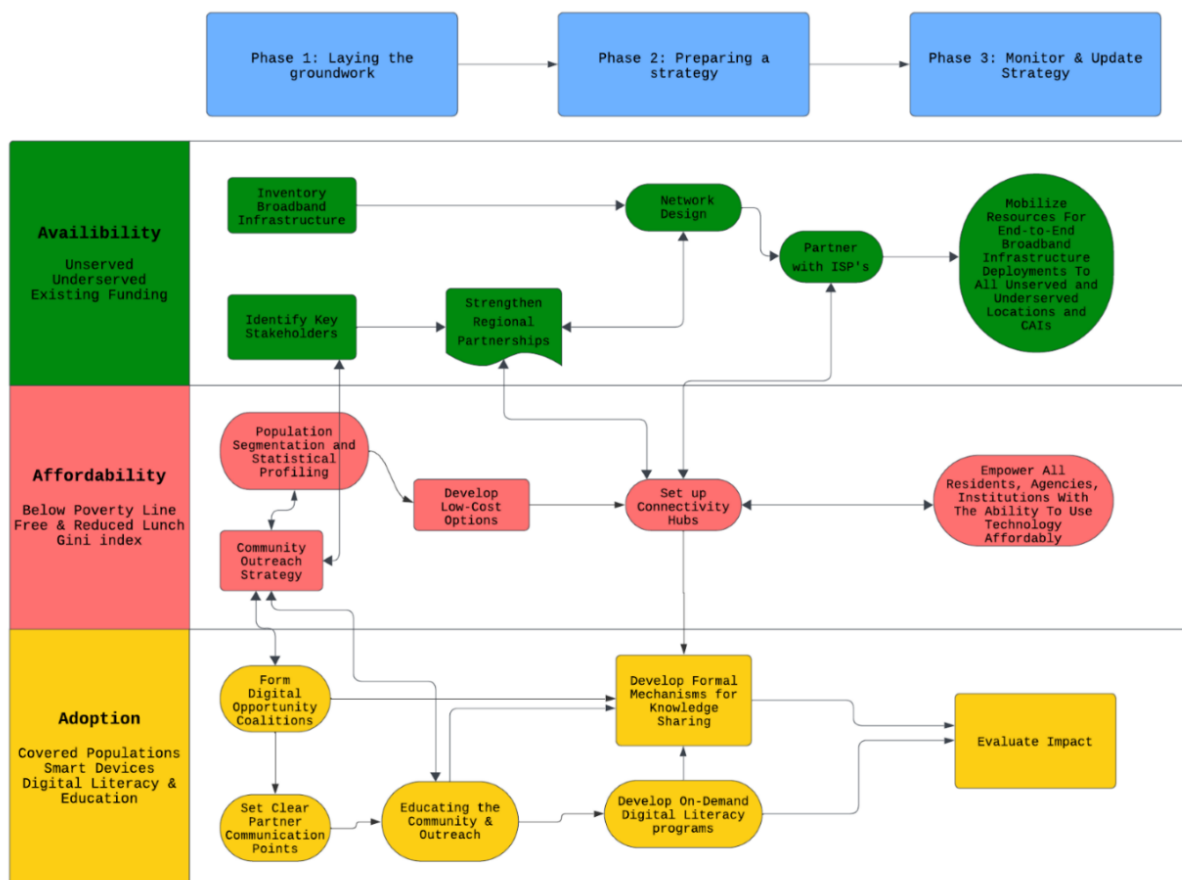 Phase 1: Laying the
groundwork
Phase 2: Preparing a
strategy
Phase 3: Monitor & Update
Strategy
Availibility
Unserved
Underserved
Existing Funding
Inventory
Broadband
Infrastructure
Network
Design
Partner
with ISP's
Mobilize
Resources For
End-to-End
Broadband
Infrastructure
Deployments To
All Unserved and
Underserved
Locations and
CAIs
Identify Key
Stakeholders
Strengthen
Regional
Partnerships
Affordability
Below Poverty Line
Free & Reduced Lunch
Gini index
Population
Segmentation and
Statistical
Profiling
Develop
Low-Cost
Options
Set up
Connectivity
Hubs
Empower All
Residents, Agencies,
Institutions With
The Ability To Use
Technology
Affordably
Community
Outreach
Strategy
Adoption
Covered Populations
Smart Devices
Digital Literacy &
Education
Form
Digital
Opportunity
Coalitions
Develop Formal
Mechanisms for
Knowledge
Sharing
Evaluate Impact
Set Clear
Partner
Communication
Points
Educating the
Community &
Outreach
Develop On-Demand
Digital Literacy
programs